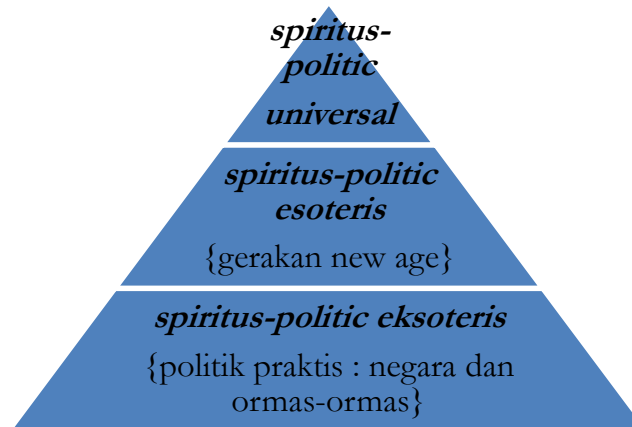 spiritus-
politic
universal
spiritus-politic
esoteris
{gerakan new age}
spiritus-politic eksoteris
{politik praktis : negara dan
ormas-ormas}